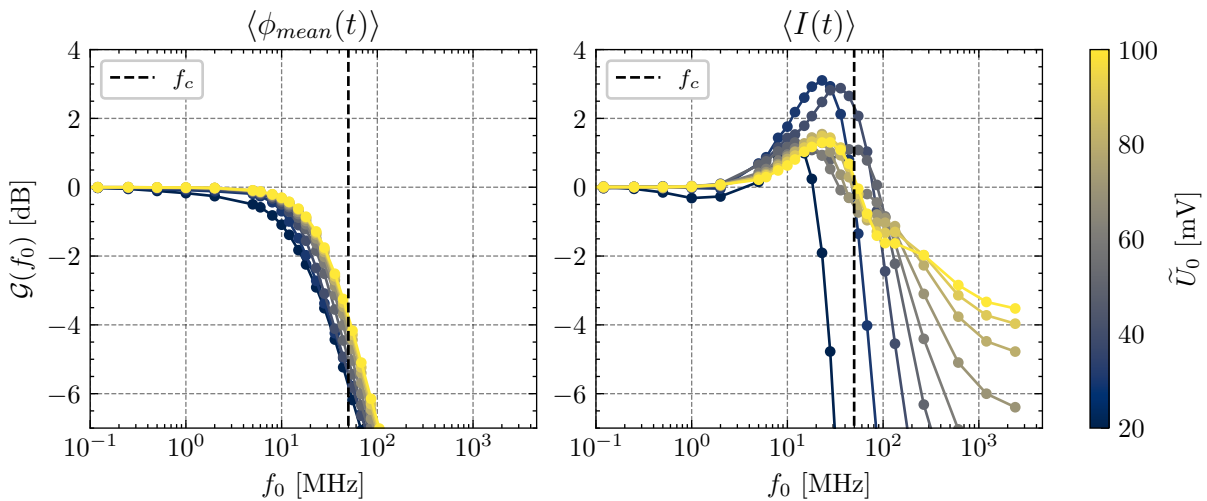 ⟨ϕ_mean(t)⟩
⟨I(t)⟩
4
2
0
−2
−4
−6
G(f₀) [dB]
f_c
10⁻¹ 10⁰ 10¹ 10² 10³
f₀ [MHz]
4
2
0
−2
−4
−6
f_c
10⁻¹ 10⁰ 10¹ 10² 10³
f₀ [MHz]
100
80
60
40
20
Ũ₀ [mV]